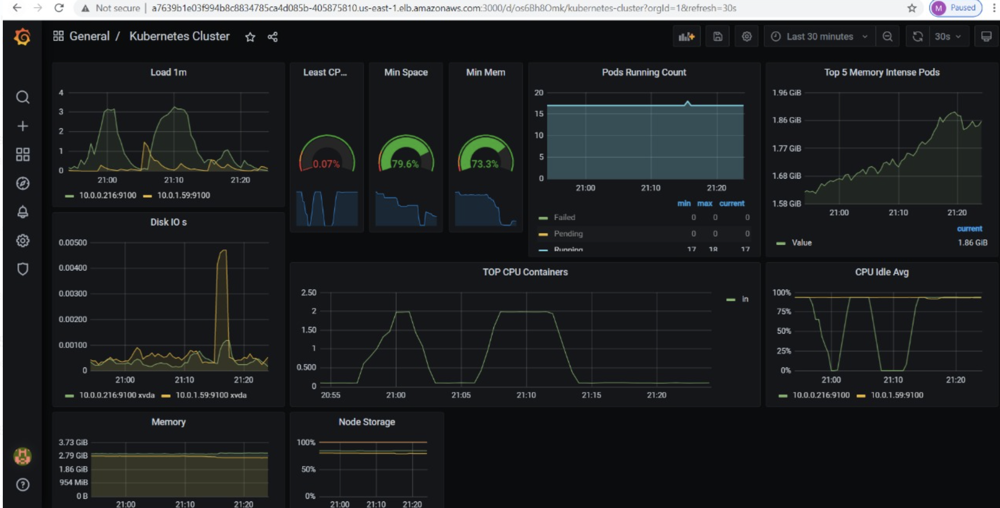 Not secure | a7639b1e03f994b8c8834785ca4d085b-405875810.us-east-1.elb.amazonaws.com:3000/d/os6Bh8Omk/kubernetes-cluster?orgId=1&refresh=30s
M Paused
General / Kubernetes Cluster
Last 30 minutes
30s
Load 1m
4
3
2
1
0
21:00 21:10 21:20
10.0.0.216:9100 10.0.1.59:9100
Least CP...
0.07%
Min Space
79.6%
Min Mem
73.3%
Pods Running Count
20
15
10
5
0
21:00 21:10 21:20
min max current
Failed 0 0 0
Pending 0 0 0
Running 17 18 17
Top 5 Memory Intense Pods
1.96 GiB
1.86 GiB
1.77 GiB
1.68 GiB
1.58 GiB
21:00 21:10 21:20
current
Value 1.86 GiB
Disk IO s
0.00500
0.00400
0.00300
0.00200
0.00100
0
21:00 21:10 21:20
10.0.0.216:9100 xvda 10.0.1.59:9100 xvda
TOP CPU Containers
2.50
2
1.50
1
0.500
0
20:55 21:00 21:05 21:10 21:15 21:20
in
CPU Idle Avg
100%
75%
50%
25%
0%
21:00 21:10 21:20
10.0.0.216:9100 10.0.1.59:9100
Memory
3.73 GiB
2.79 GiB
1.86 GiB
954 MiB
0 B
21:00 21:10 21:20
Node Storage
100%
50%
0%
21:00 21:10 21:20